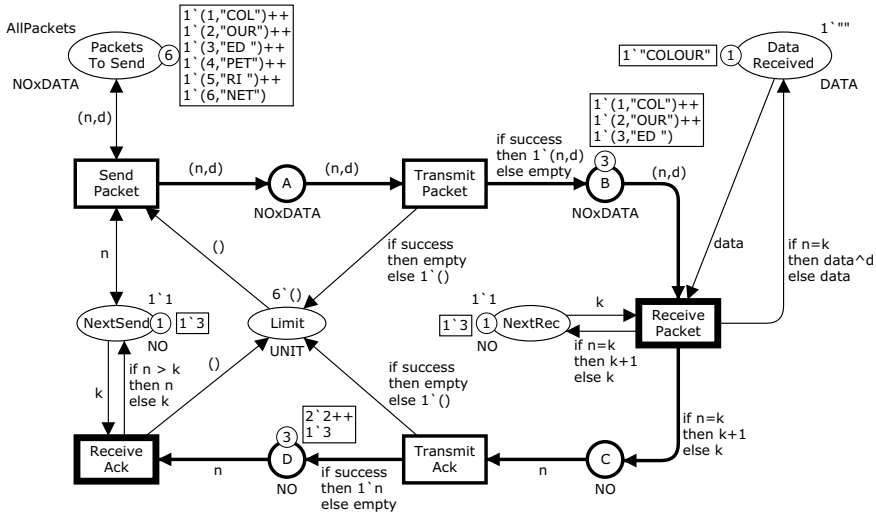 AllPackets
Packets
To Send
6
1`(1,"COL")++
1`(2,"OUR")++
1`(3,"ED ")++
1`(4,"PET")++
1`(5,"RI ")++
1`(6,"NET")
NOxDATA
1`""
1`"COLOUR"
1
Data
Received
DATA
(n,d)
Send
Packet
(n,d)
A
NOxDATA
(n,d)
Transmit
Packet
if success
then 1`(n,d)
else empty
1`(1,"COL")++
1`(2,"OUR")++
1`(3,"ED ")
3
B
NOxDATA
(n,d)
data
if n=k
then data^d
else data
n
()
if success
then empty
else 1`()
1`1
NextSend
1
1`3
NO
6`()
Limit
UNIT
1`1
1`3
1
NextRec
NO
k
if n=k
then k+1
else k
Receive
Packet
k
if n > k
then n
else k
()
if success
then empty
else 1`()
if n=k
then k+1
else k
Receive
Ack
n
2`2++
1`3
3
D
NO
if success
then 1`n
else empty
Transmit
Ack
n
C
NO